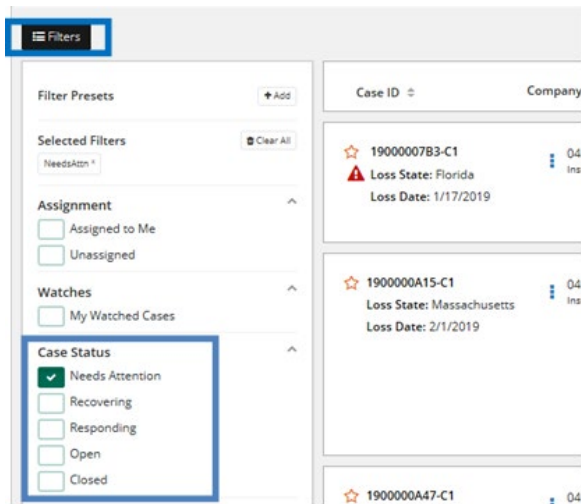 Filters
Filter Presets
+ Add
Selected Filters
Clear All
NeedsAttn x
Assignment
Assigned to Me
Unassigned
Watches
My Watched Cases
Case Status
Needs Attention
Recovering
Responding
Open
Closed
Case ID
Company
19000007B3-C1
Loss State: Florida
Loss Date: 1/17/2019
04
Ins
1900000A15-C1
Loss State: Massachusetts
Loss Date: 2/1/2019
04
Ins
1900000A47-C1
04